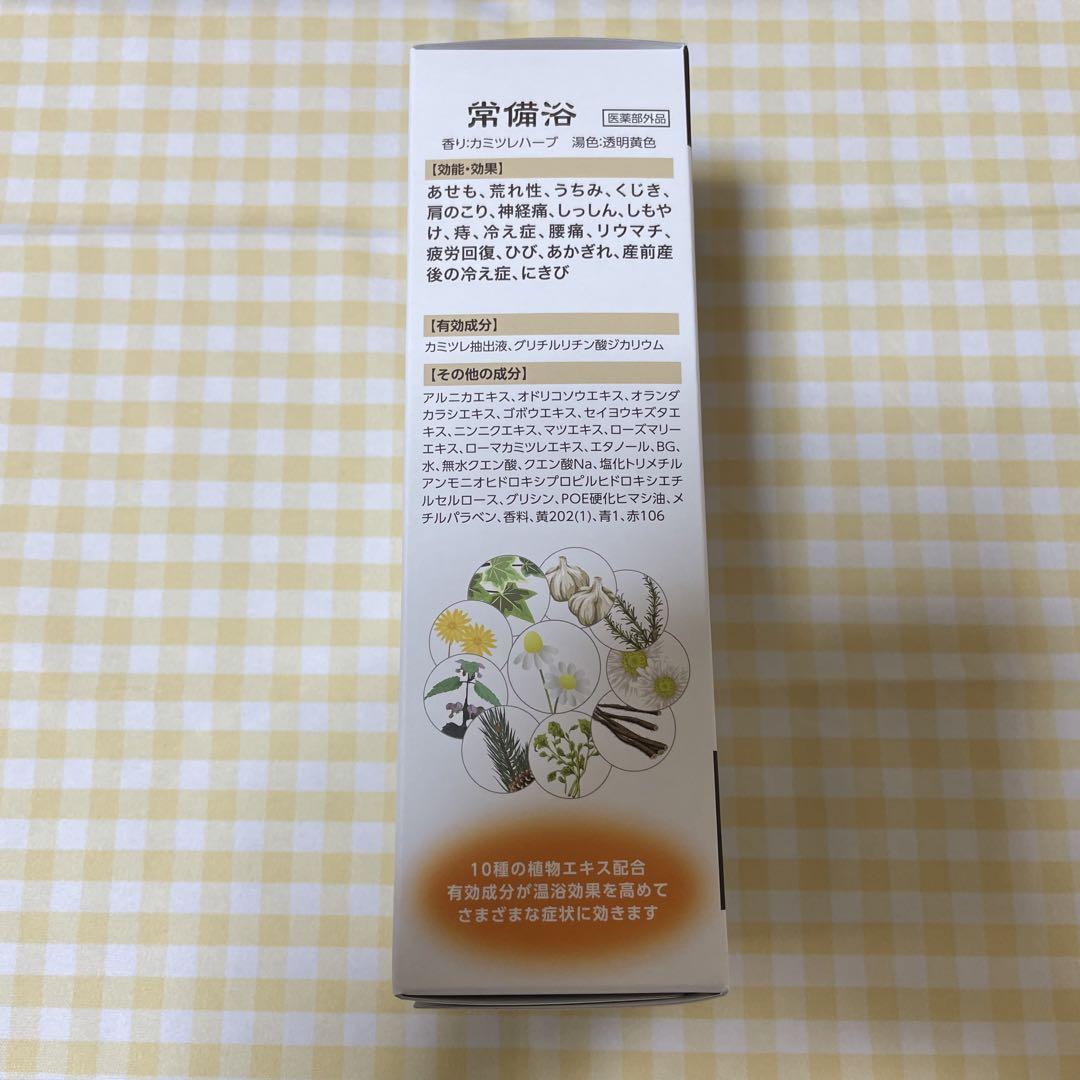 常備浴 医薬部外品
香り:カミツレハーブ 湯色:透明黄色
【効能・効果】
あせも、荒れ性、うちみ、くじき、
肩のこり、神経痛、しっしん、しもや
け、痔、冷え症、腰痛、リウマチ、
疲労回復、ひび、あかぎれ、産前産
後の冷え症、にきび
【有効成分】
カミツレ抽出液、グリチルリチン酸ジカリウム
【その他の成分】
アルニカエキス、オドリコソウエキス、オランダ
カラシエキス、ゴボウエキス、セイヨウキズタエ
キス、ニンニクエキス、マツエキス、ローズマリー
エキス、ローマカミツレエキス、エタノール、BG、
水、無水クエン酸、クエン酸Na、塩化トリメチル
アンモニオヒドロキシプロピルヒドロキシエチ
ルセルロース、グリシン、POE硬化ヒマシ油、メ
チルパラベン、香料、黄202(1)、青1、赤106
10種の植物エキス配合
有効成分が温浴効果を高めて
さまざまな症状に効きます